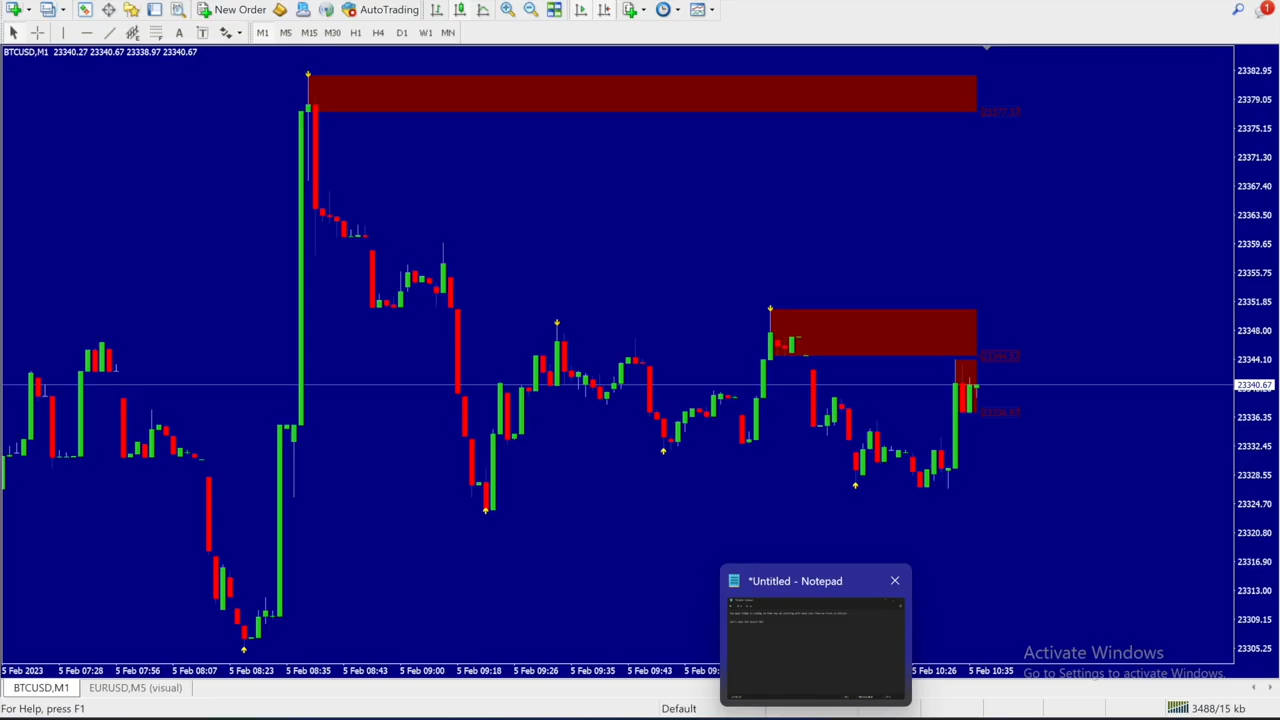 New Order
AutoTrading
1
A
T
M1 M5 M15 M30 H1 H4 D1 W1 MN
BTCUSD,M1 23340.27 23340.67 23338.97 23340.67
23382.95
23379.05
23377.39
23375.15
23371.30
23367.40
23363.50
23359.65
23355.75
23351.85
23348.00
23344.10
23340.67
23336.35
23332.45
23328.55
23324.70
23320.80
23316.90
23313.00
23309.15
23305.25
*Untitled - Notepad
Activate Windows
Go to Settings to activate Windows.
5 Feb 2023 5 Feb 07:28 5 Feb 07:56 5 Feb 08:07 5 Feb 08:23 5 Feb 08:35 5 Feb 08:43 5 Feb 09:00 5 Feb 09:18 5 Feb 09:26 5 Feb 09:35 5 Feb 09:43 5 Feb 10:26 5 Feb 10:35
BTCUSD,M1 EURUSD,M5 (visual)
For Help, press F1
Default
3488/15 kb